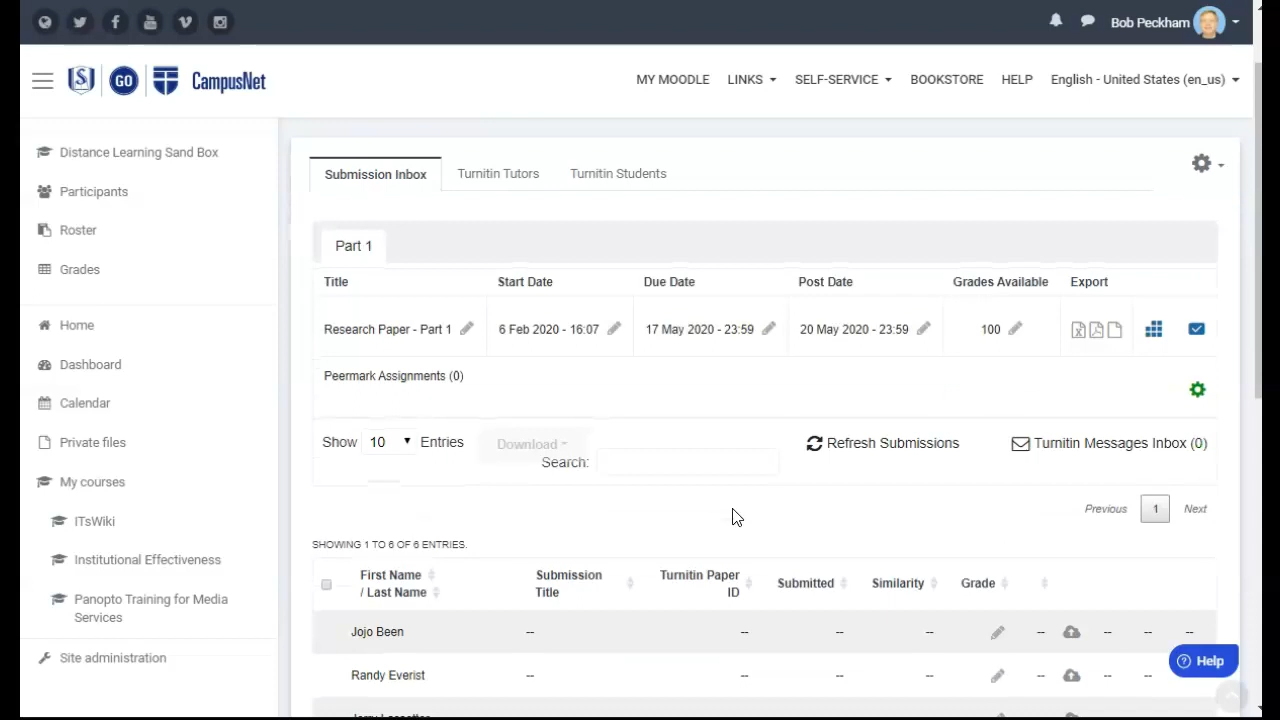 Bob Peckham
S GO CampusNet
MY MOODLE LINKS SELF-SERVICE BOOKSTORE HELP English - United States (en_us)
Distance Learning Sand Box
Participants
Roster
Grades
Home
Dashboard
Calendar
Private files
My courses
ITsWiki
Institutional Effectiveness
Panopto Training for Media
Services
Site administration
Submission Inbox Turnitin Tutors Turnitin Students
Part 1
Title Start Date Due Date Post Date Grades Available Export
Research Paper - Part 1 6 Feb 2020 - 16:07 17 May 2020 - 23:59 20 May 2020 - 23:59 100
Peermark Assignments (0)
Show 10 Entries Download Refresh Submissions Turnitin Messages Inbox (0)
Search:
Previous 1 Next
SHOWING 1 TO 6 OF 6 ENTRIES.
First Name / Last Name Submission Title Turnitin Paper ID Submitted Similarity Grade
Jojo Been -- -- -- -- -- -- -- --
Randy Everist -- -- -- -- -- -- -- --
Help